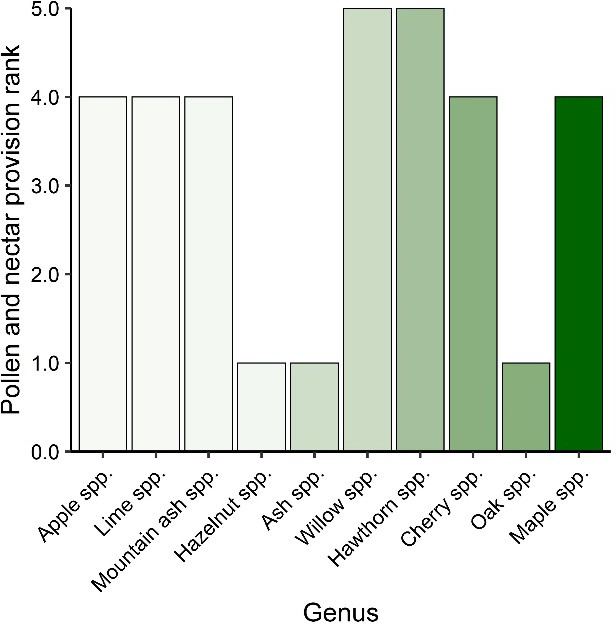 Pollen and nectar provision rank
5.0
4.0
3.0
2.0
1.0
0.0
Apple spp.
Lime spp.
Mountain ash spp.
Hazelnut spp.
Ash spp.
Willow spp.
Hawthorn spp.
Cherry spp.
Oak spp.
Maple spp.
Genus